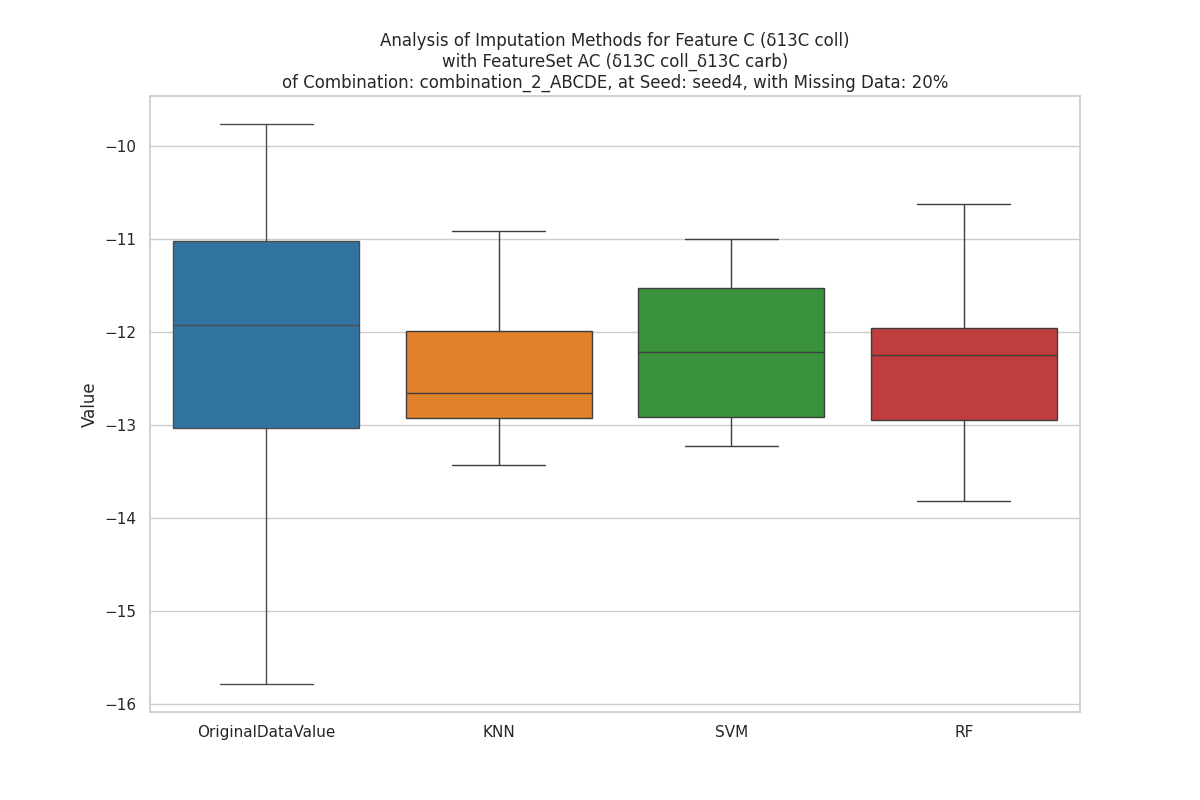 Analysis of Imputation Methods for Feature C (δ13C coll)
with FeatureSet AC (δ13C coll_δ13C carb)
of Combination: combination_2_ABCDE, at Seed: seed4, with Missing Data: 20%
Value
−10
−11
−12
−13
−14
−15
−16
OriginalDataValue
KNN
SVM
RF